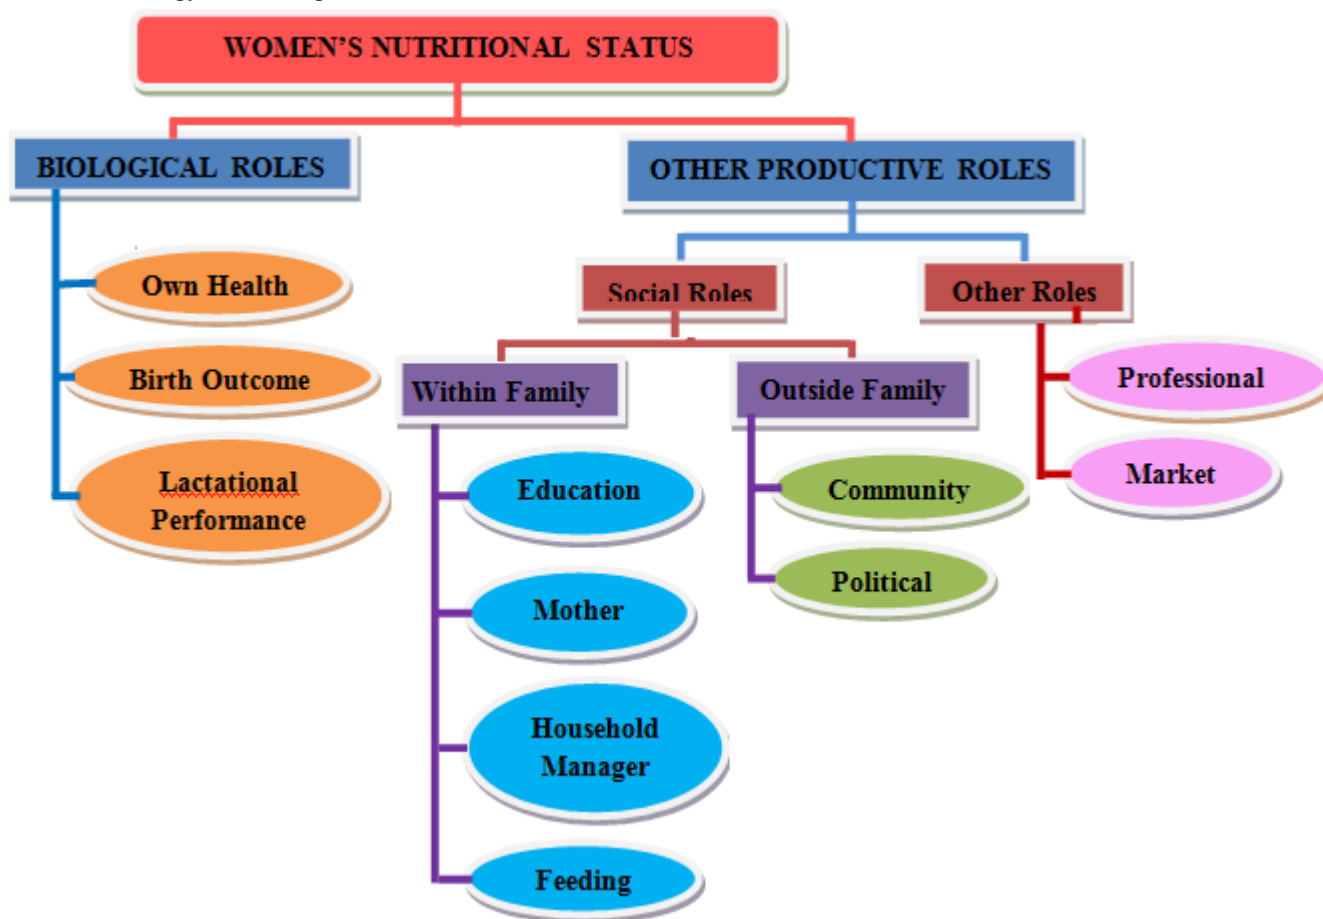 WOMEN'S NUTRITIONAL STATUS
BIOLOGICAL ROLES
OTHER PRODUCTIVE ROLES
Own Health
Birth Outcome
Lactational
Performance
Social Roles
Other Roles
Within Family
Outside Family
Education
Mother
Household
Manager
Feeding
Community
Political
Professional
Market